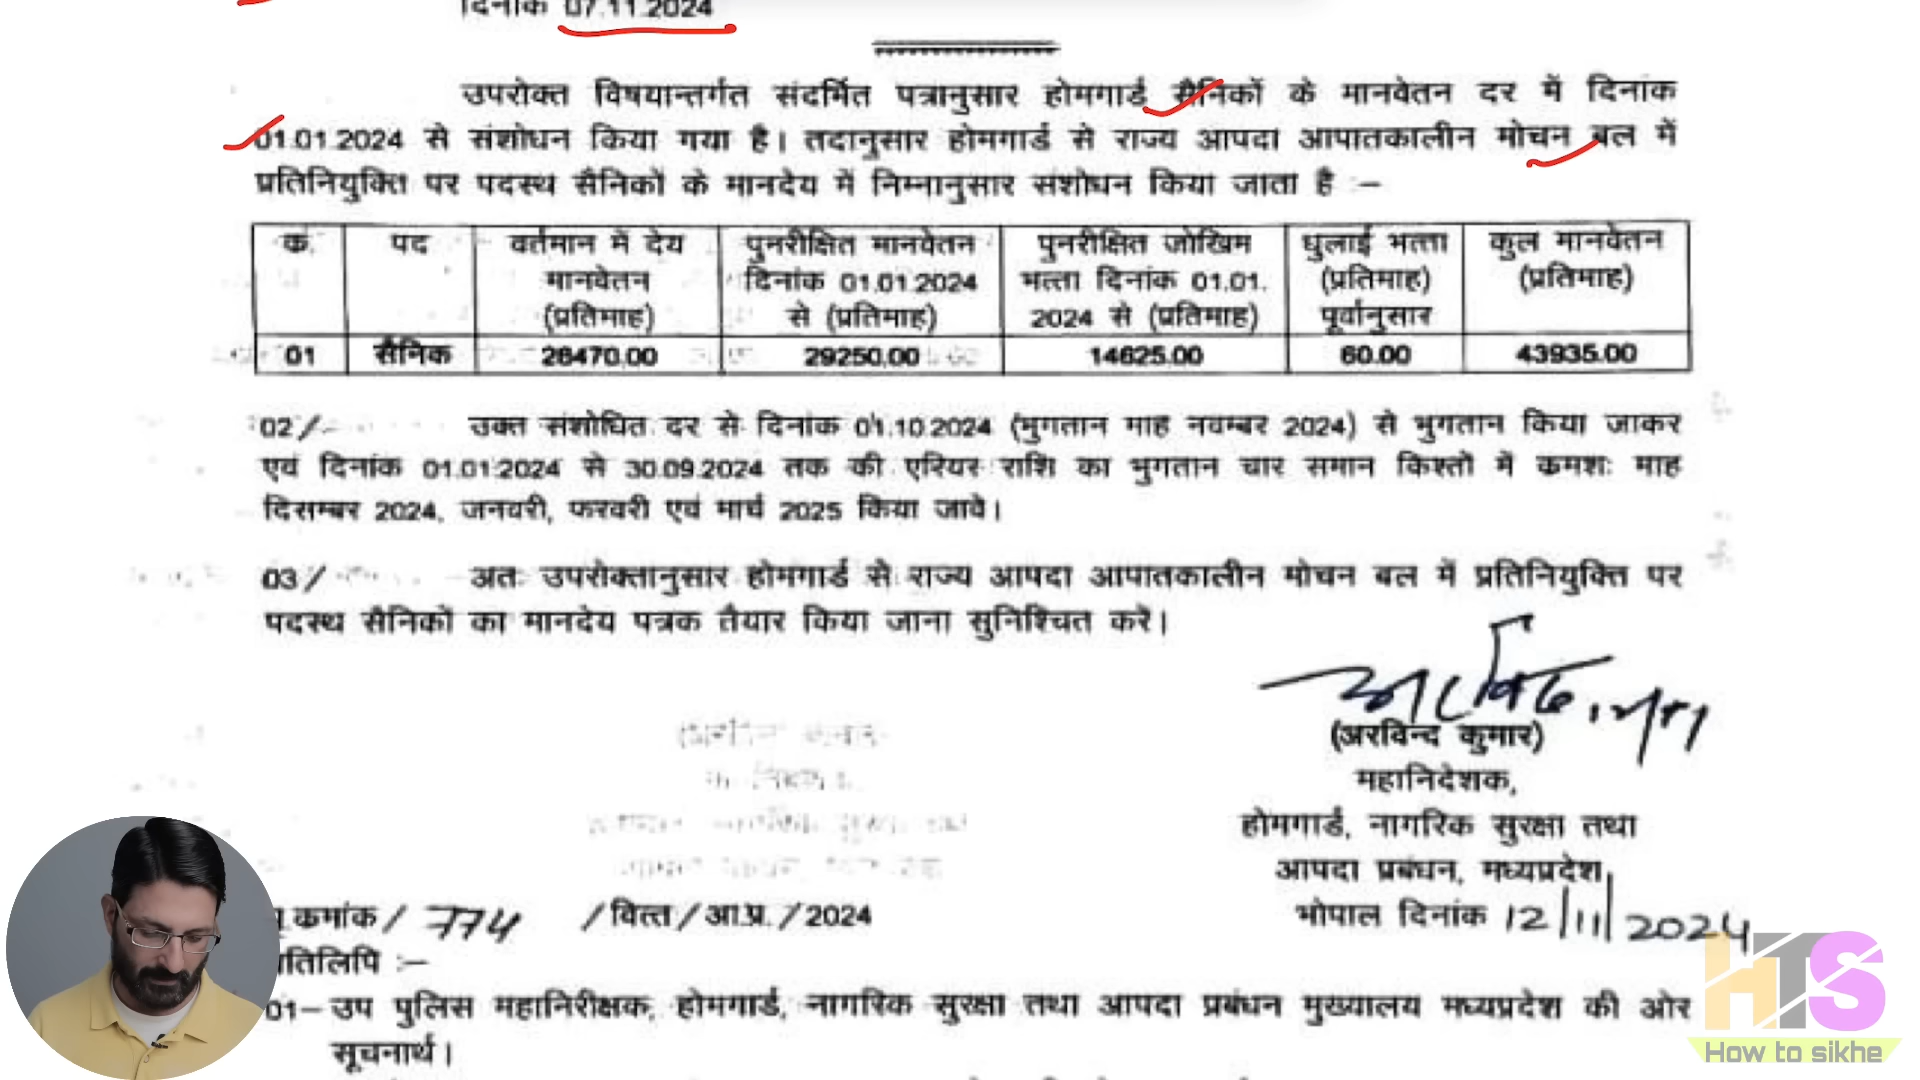 दिनांक 07.11.2024
उपरोक्त विषयान्तर्गत संदर्भित पत्रानुसार होमगार्ड सैनिकों के मानवेतन दर में दिनांक
01.01.2024 से संशोधन किया गया है। तदानुसार होमगार्ड से राज्य आपदा आपातकालीन मोचन बल में
प्रतिनियुक्ति पर पदस्थ सैनिकों के मानदेय में निम्नानुसार संशोधन किया जाता है :–
क. पद वर्तमान में देय मानवेतन (प्रतिमाह) पुनरीक्षित मानवेतन दिनांक 01.01.2024 से (प्रतिमाह) पुनरीक्षित जोखिम भत्ता दिनांक 01.01.2024 से (प्रतिमाह) धुलाई भत्ता (प्रतिमाह) पूर्वानुसार कुल मानवेतन (प्रतिमाह)
01 सैनिक 28470.00 29250.00 14625.00 60.00 43935.00
02/ उक्त संशोधित दर से दिनांक 01.10.2024 (भुगतान माह नवम्बर 2024) से भुगतान किया जाकर
एवं दिनांक 01.01.2024 से 30.09.2024 तक की एरियर राशि का भुगतान चार समान किश्तों में कमशः माह
दिसम्बर 2024, जनवरी, फरवरी एवं मार्च 2025 किया जावे।
03/ अतः उपरोक्तानुसार होमगार्ड से राज्य आपदा आपातकालीन मोचन बल में प्रतिनियुक्ति पर
पदस्थ सैनिकों का मानदेय पत्रक तैयार किया जाना सुनिश्चित करें।
(अरविन्द कुमार)
महानिदेशक,
होमगार्ड, नागरिक सुरक्षा तथा
आपदा प्रबंधन, मध्यप्रदेश,
कमांक / 774 / वित्त / आ.प्र. / 2024 भोपाल दिनांक 12/11/2024
तिलिपि :–
01– उप पुलिस महानिरीक्षक, होमगार्ड, नागरिक सुरक्षा तथा आपदा प्रबंधन मुख्यालय मध्यप्रदेश की ओर
सूचनार्थ।
HTS
How to sikhe